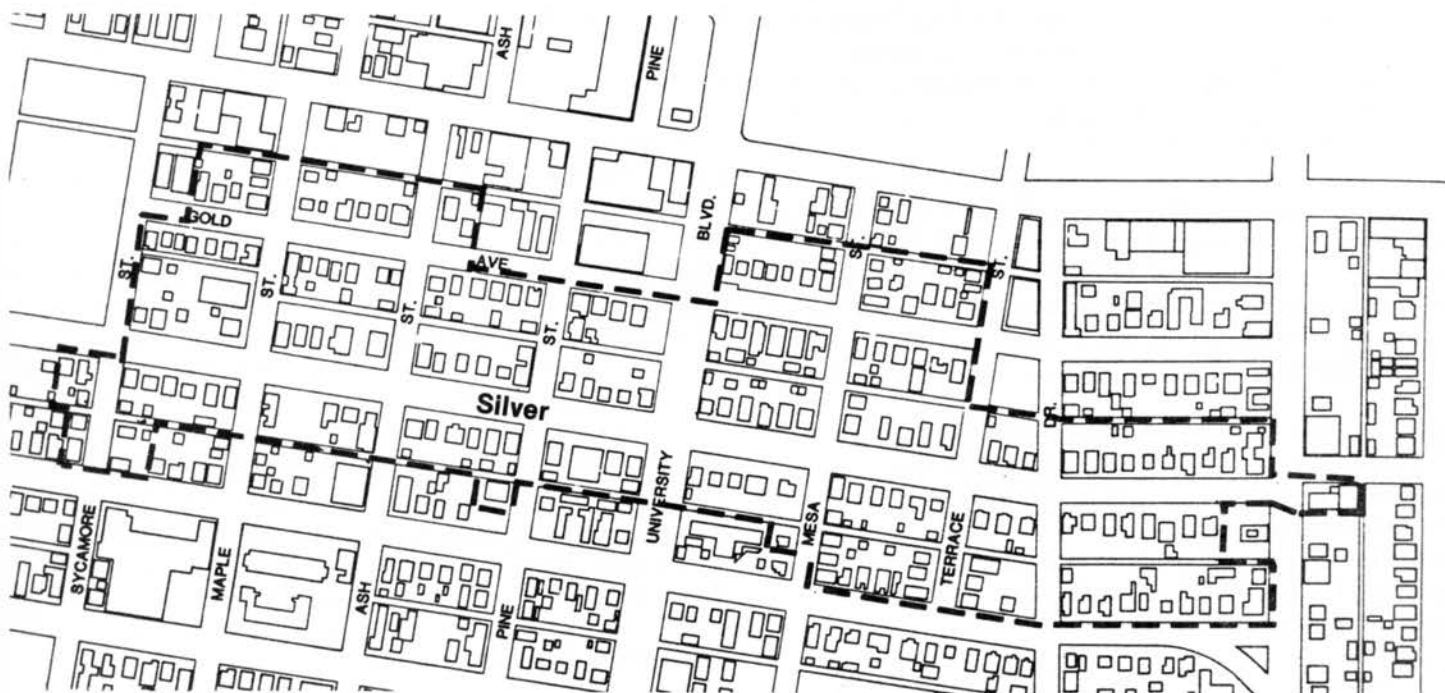 ASH
PINE
GOLD
AVE
BLVD.
ST.
ST.
ST.
ST.
ST.
ST.
DR.
Silver
SYCAMORE
MAPLE
ASH
PINE
UNIVERSITY
MESA
TERRACE